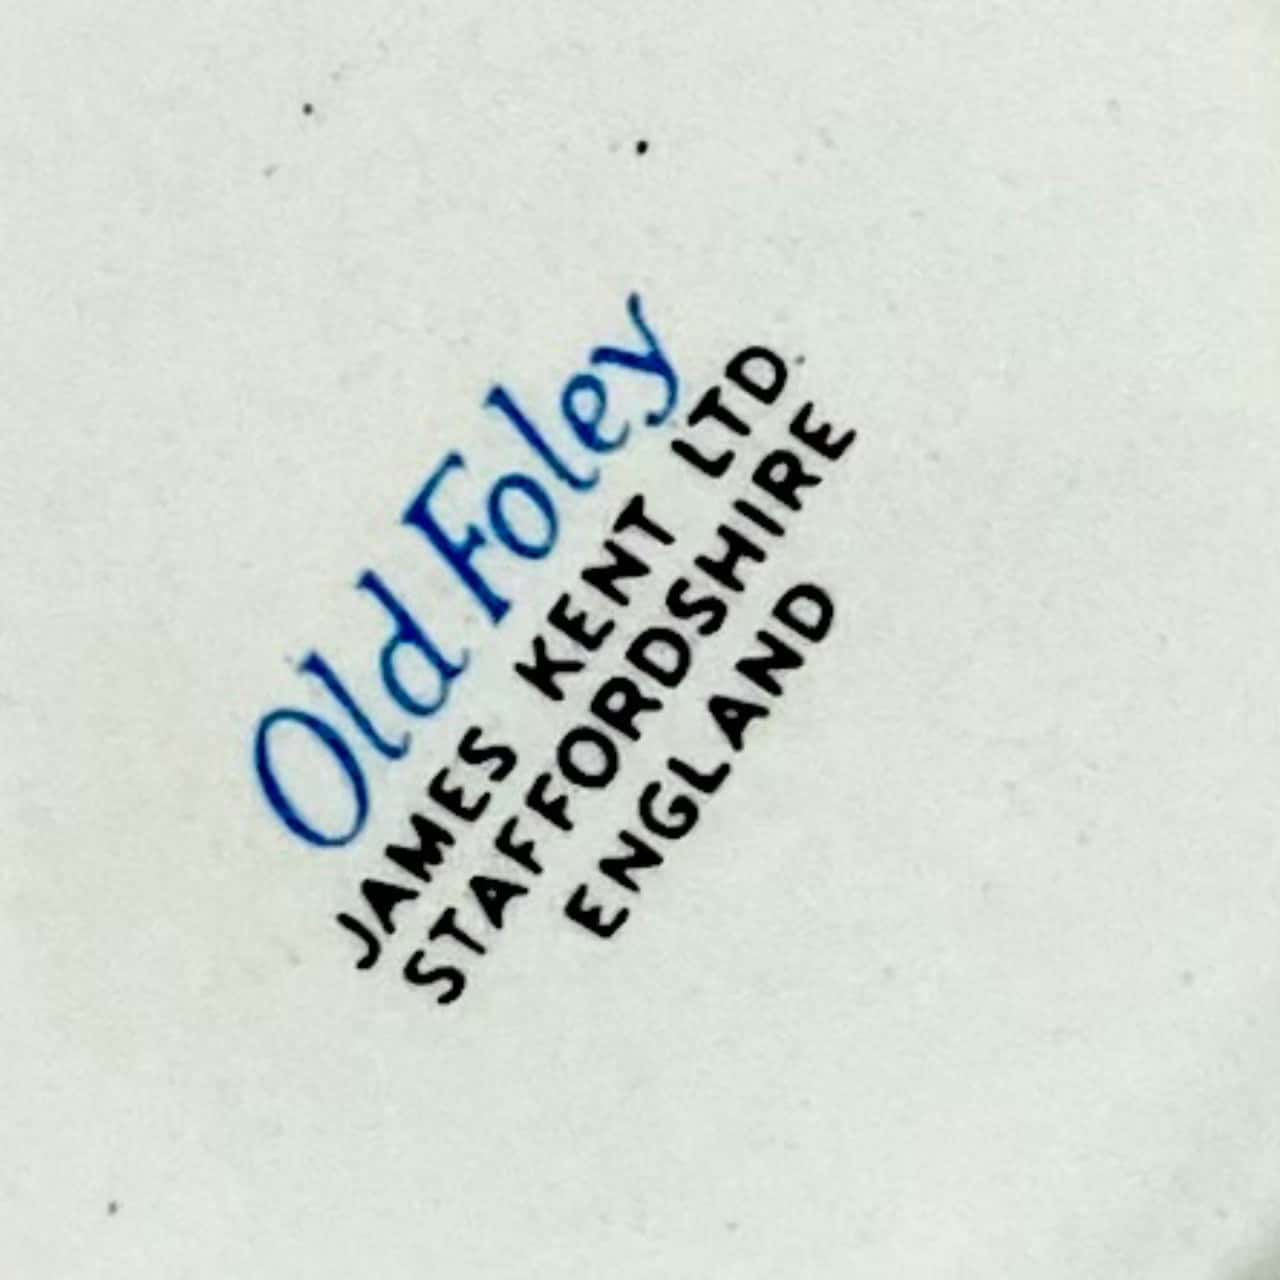 Old Foley
JAMES KENT LTD
STAFFORDSHIRE
ENGLAND